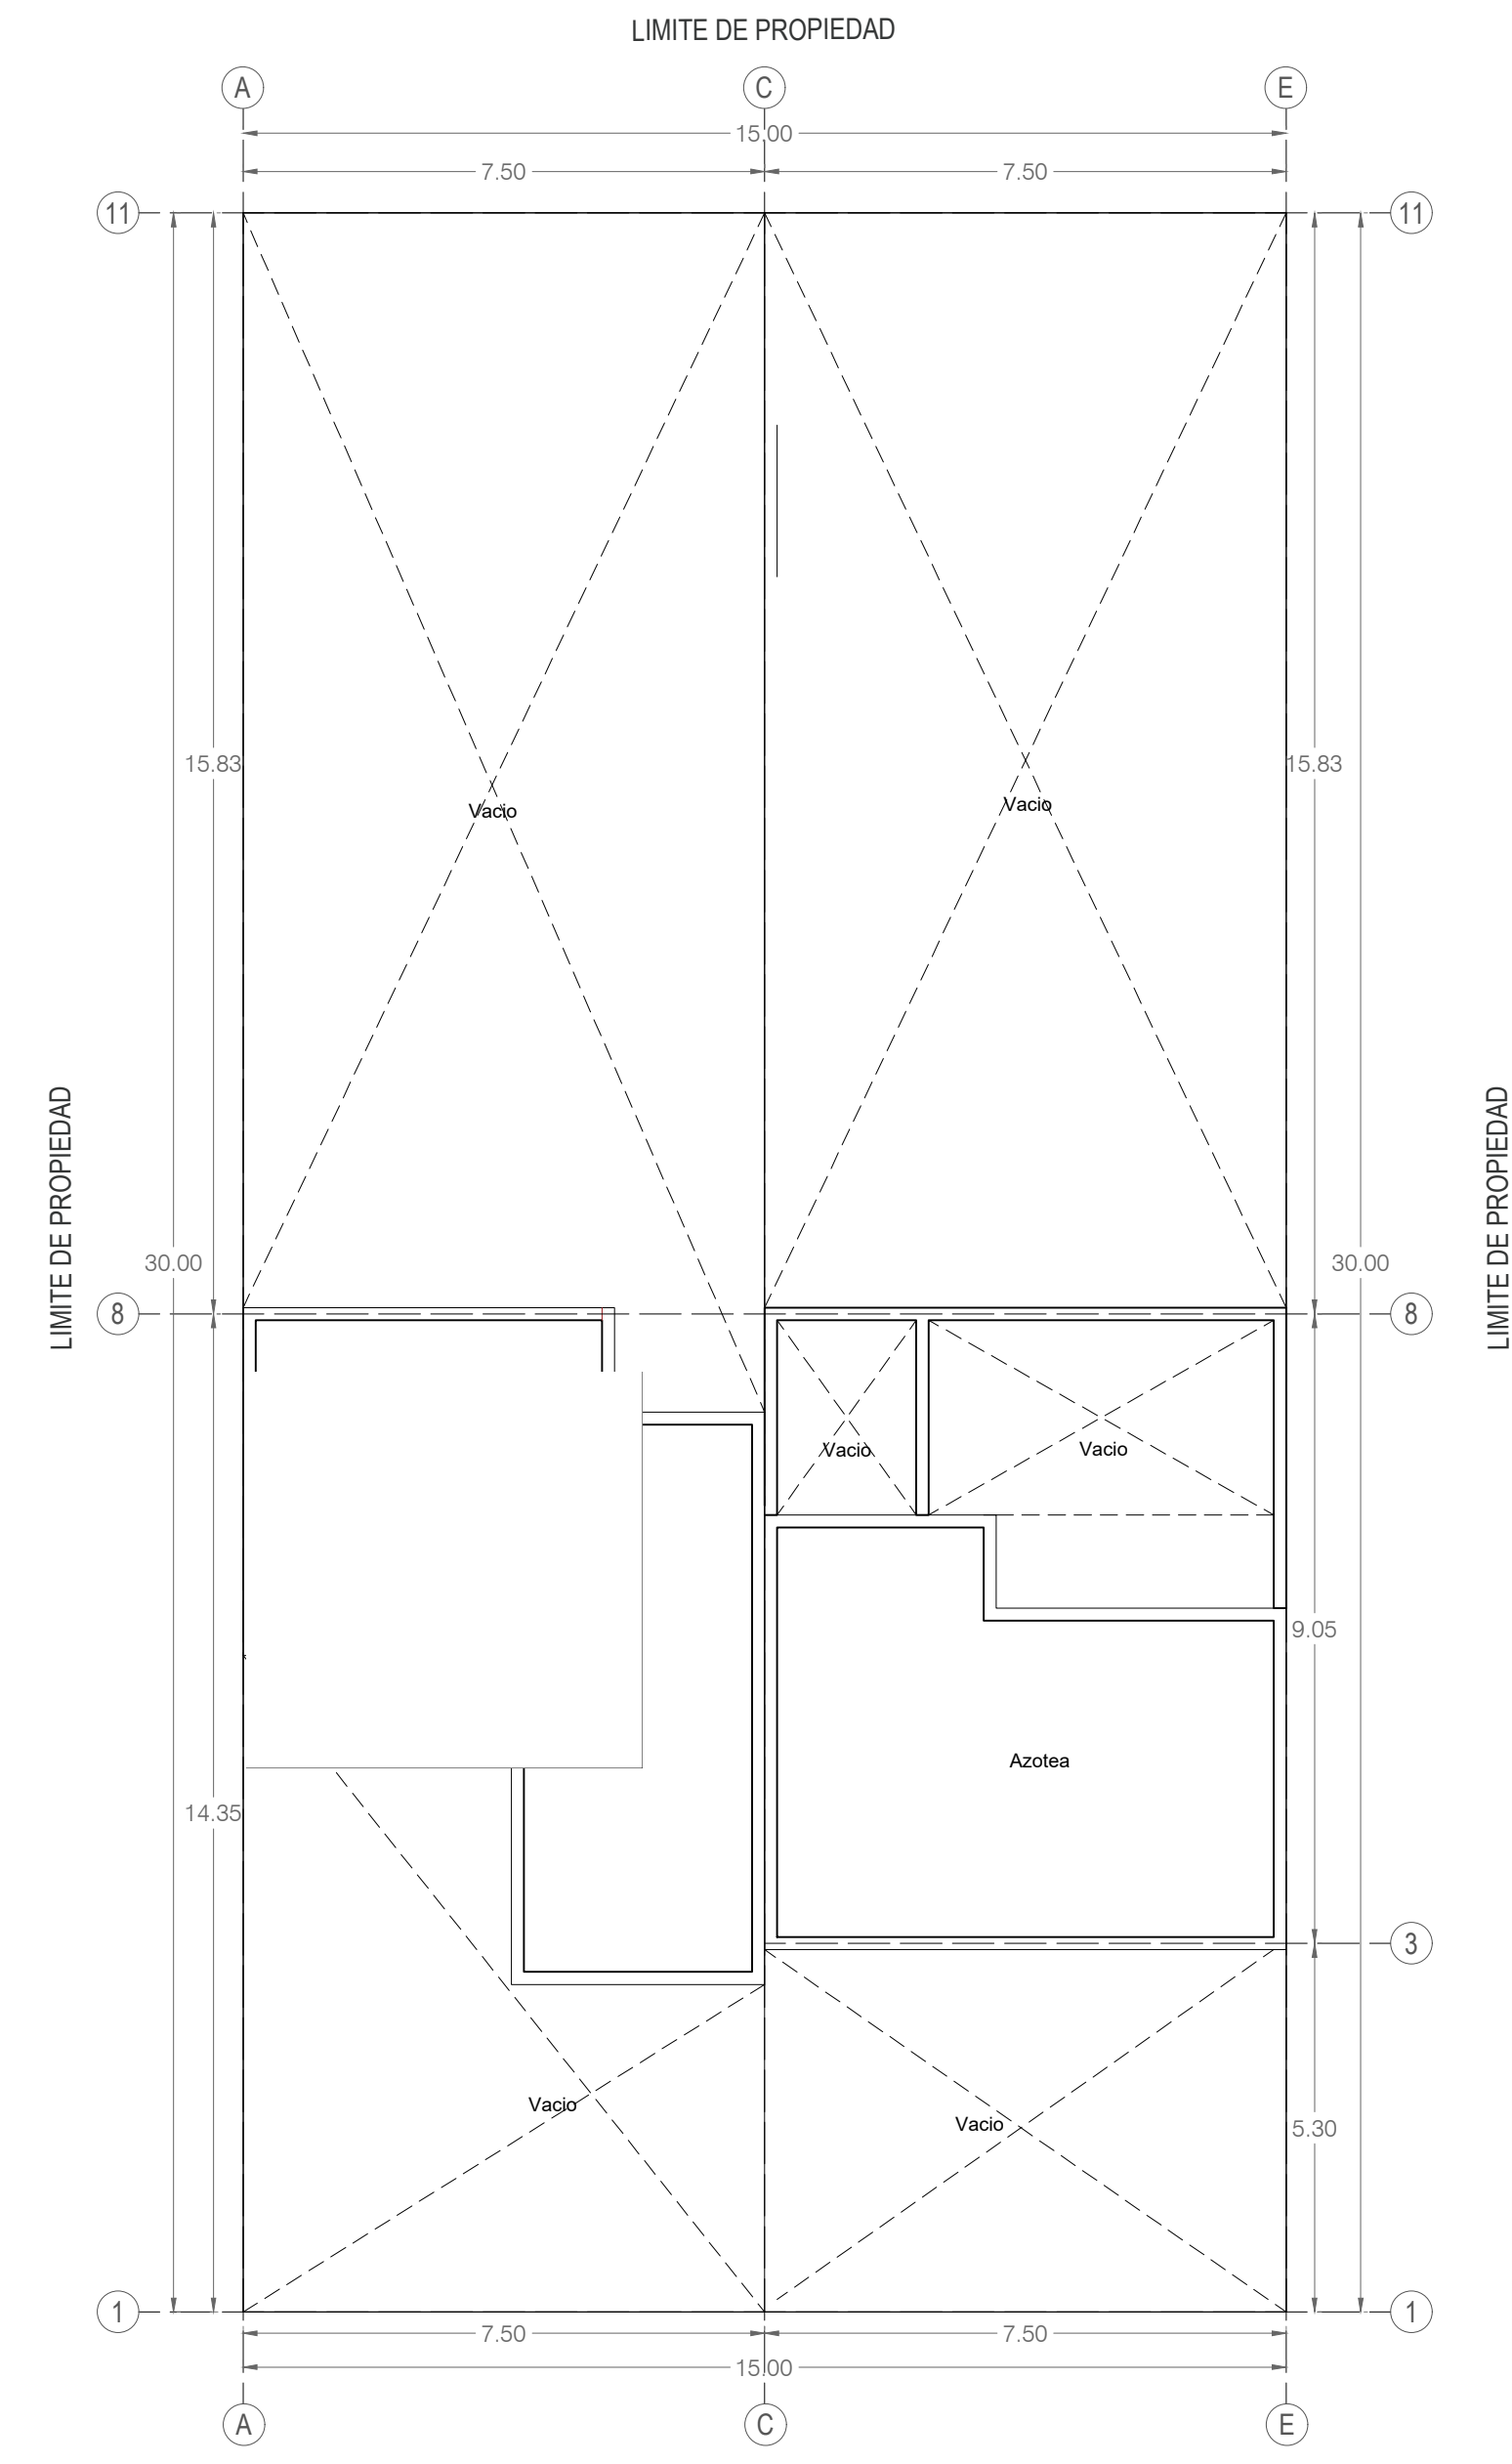 LIMITE DE PROPIEDAD
A C E
15.00
7.50 7.50
11 11
15.83 15.83
Vacio Vacio
LIMITE DE PROPIEDAD
LIMITE DE PROPIEDAD
30.00 30.00
8 8
Vacio Vacio
9.05
Azotea
14.35
3
Vacio Vacio
5.30
1 1
7.50 7.50
15.00
A C E